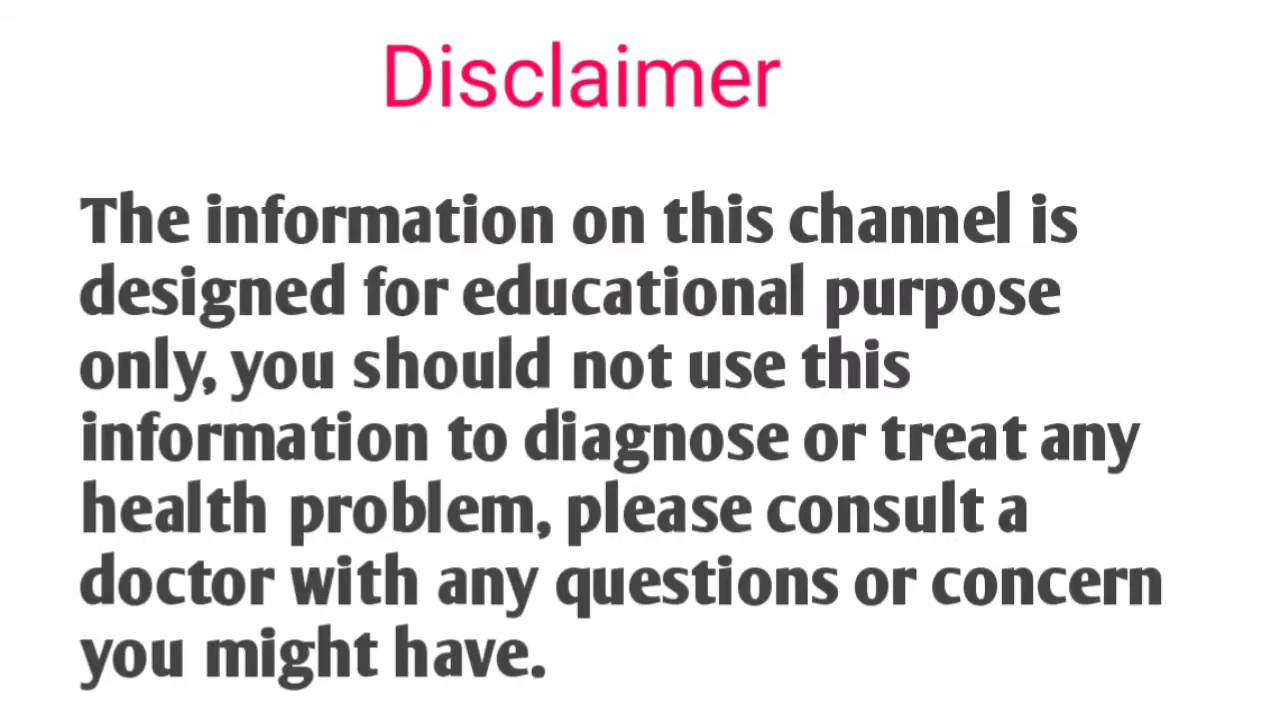 Disclaimer
The information on this channel is
designed for educational purpose
only, you should not use this
information to diagnose or treat any
health problem, please consult a
doctor with any questions or concern
you might have.